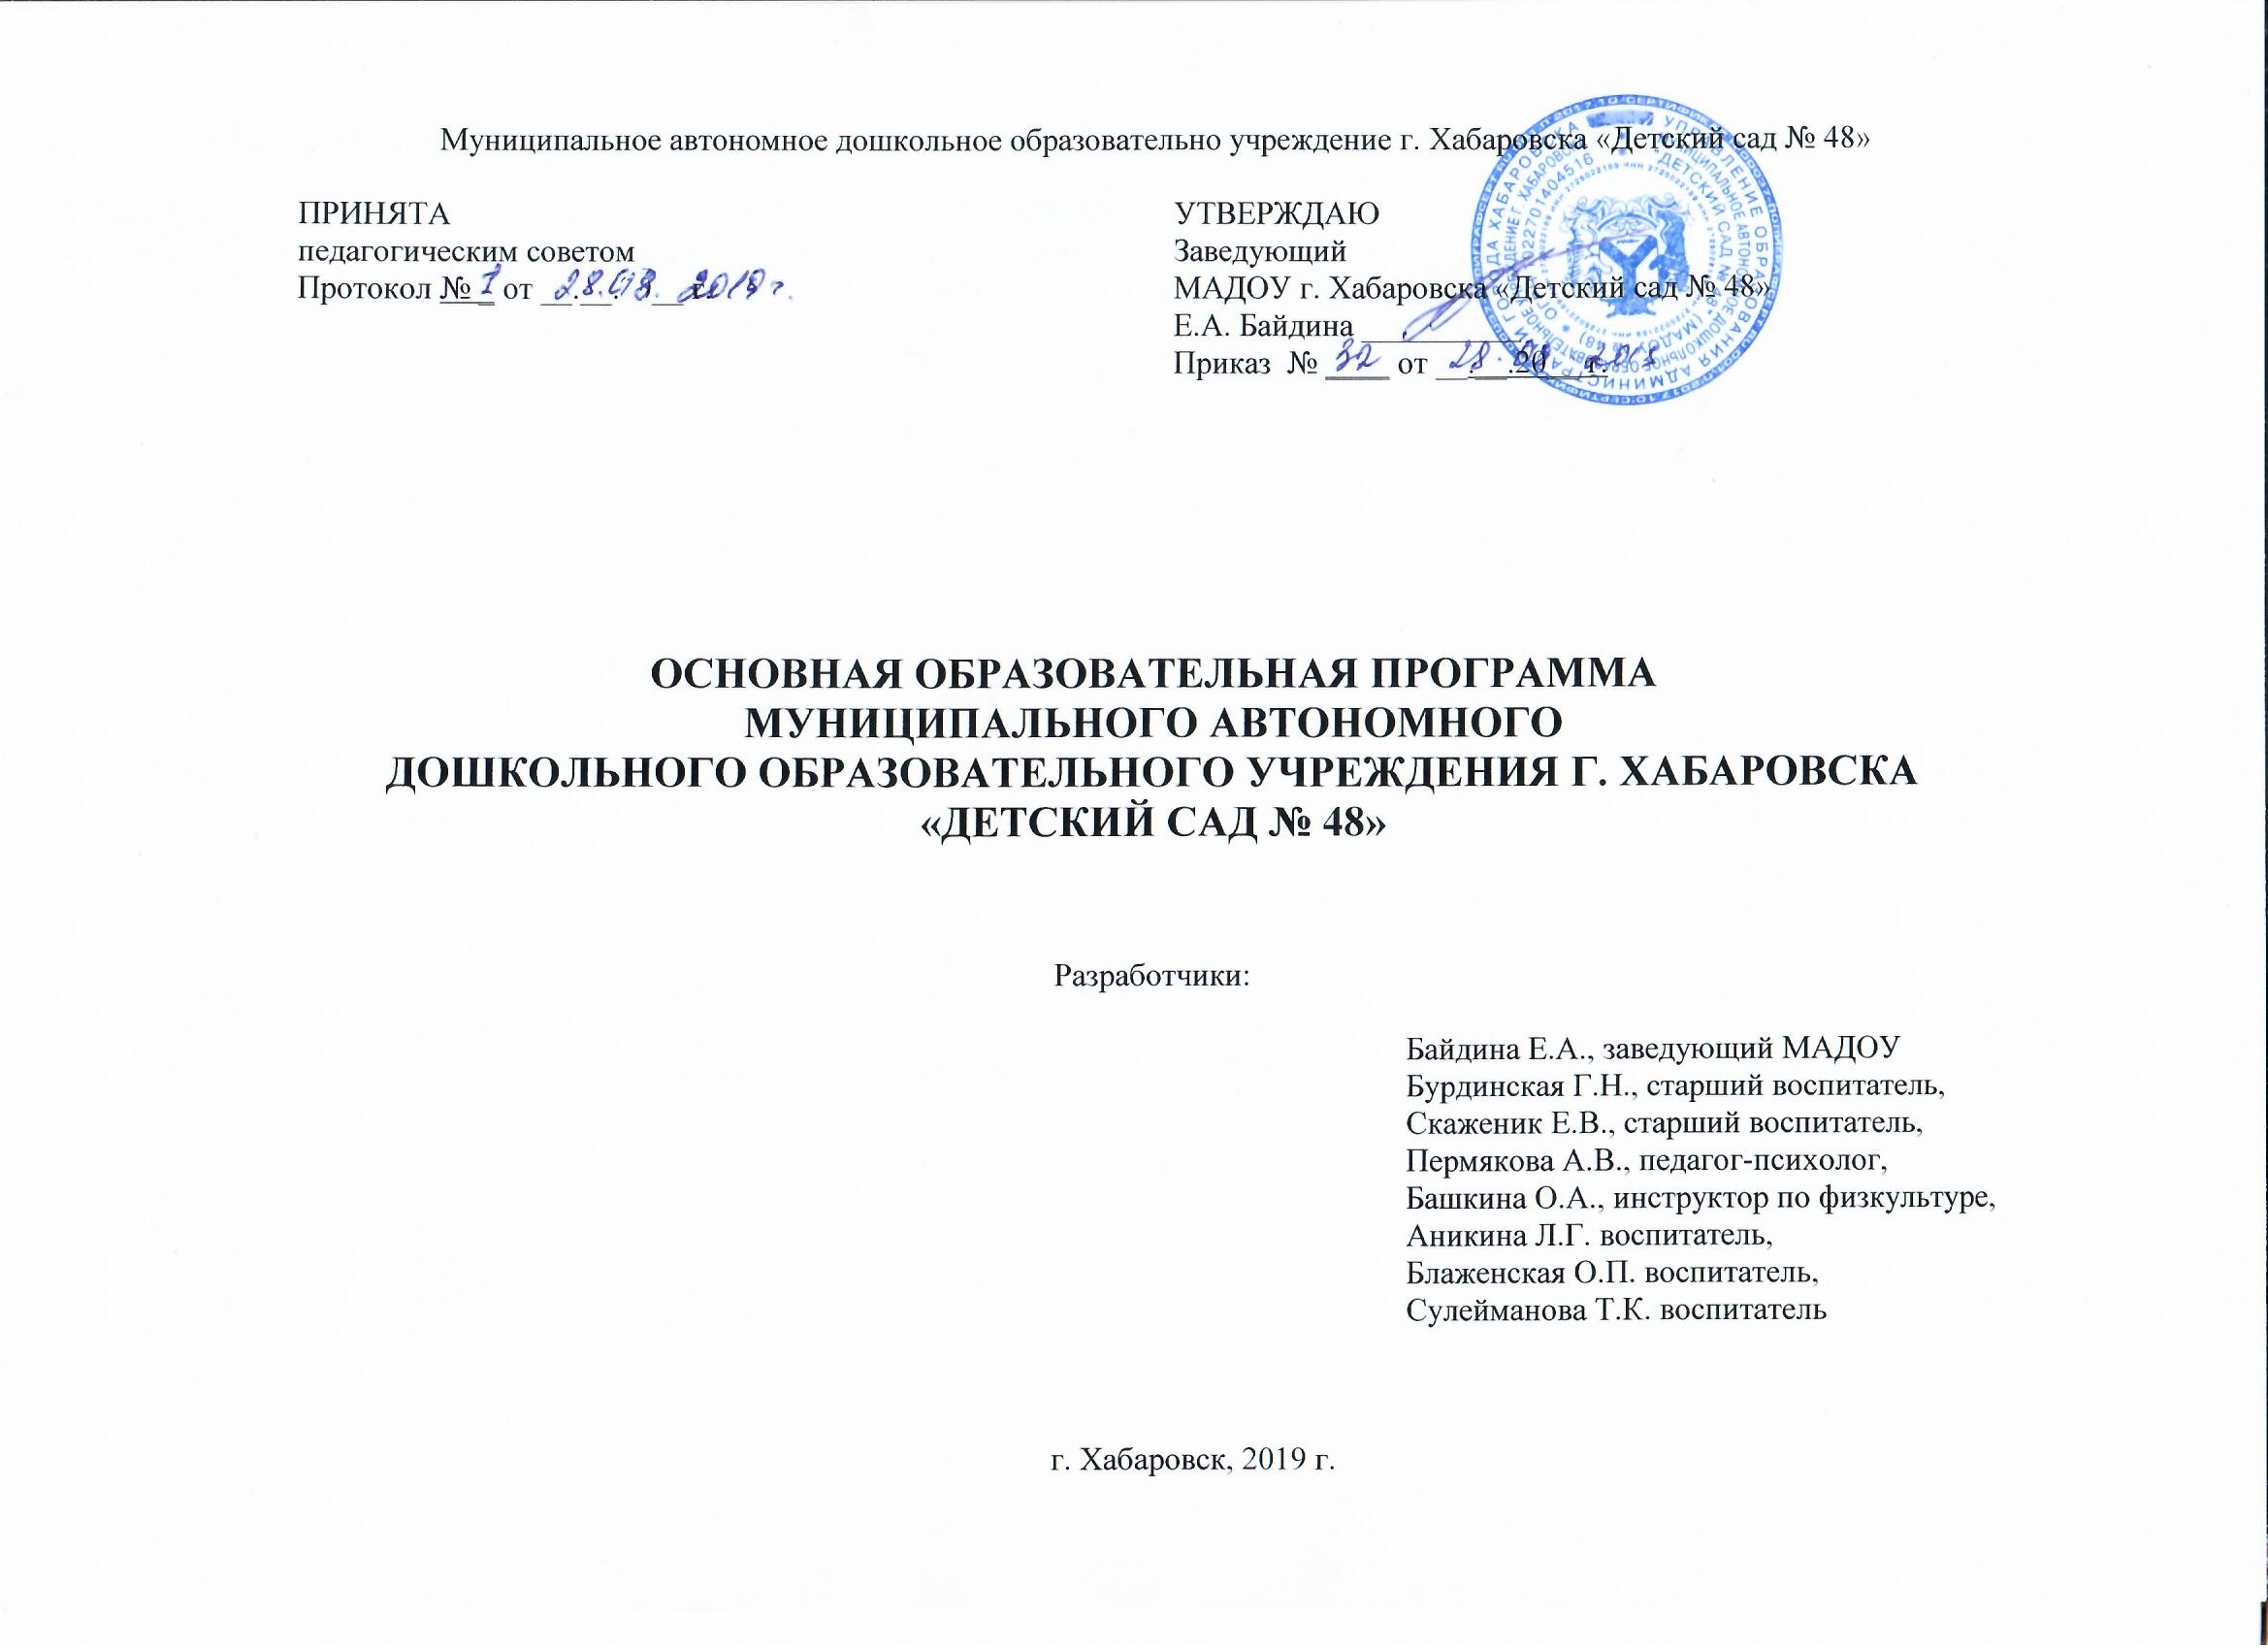 Муниципальное автономное дошкольное образовательно учреждение г. Хабаровска «Детский сад № 48»
ПРИНЯТА
педагогическим советом
Протокол № 1 от 28. 2019 г.
УТВЕРЖДАЮ
Заведующий
МАДОУ г. Хабаровска «Детский сад № 48»
Е.А. Байдина
Приказ № 32 от 28.
ОСНОВНАЯ ОБРАЗОВАТЕЛЬНАЯ ПРОГРАММА
МУНИЦИПАЛЬНОГО АВТОНОМНОГО
ДОШКОЛЬНОГО ОБРАЗОВАТЕЛЬНОГО УЧРЕЖДЕНИЯ Г. ХАБАРОВСКА
«ДЕТСКИЙ САД № 48»
Разработчики:
Байдина Е.А., заведующий МАДОУ
Бурдинская Г.Н., старший воспитатель,
Скаженик Е.В., старший воспитатель,
Пермякова А.В., педагог-психолог,
Башкина О.А., инструктор по физкультуре,
Аникина Л.Г. воспитатель,
Блаженская О.П. воспитатель,
Сулейманова Т.К. воспитатель
г. Хабаровск, 2019 г.